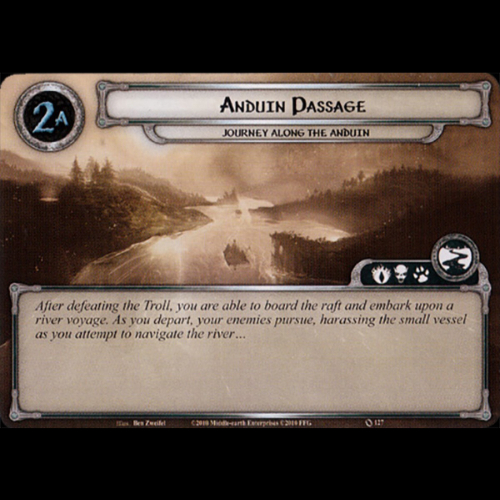 2A
Anduin Passage
Journey Along the Anduin
After defeating the Troll, you are able to board the raft and embark upon a
river voyage. As you depart, your enemies pursue, harassing the small vessel
as you attempt to navigate the river…
Illus. Ben Zweifel ©2010 Middle-earth Enterprises ©2010 FFG 127